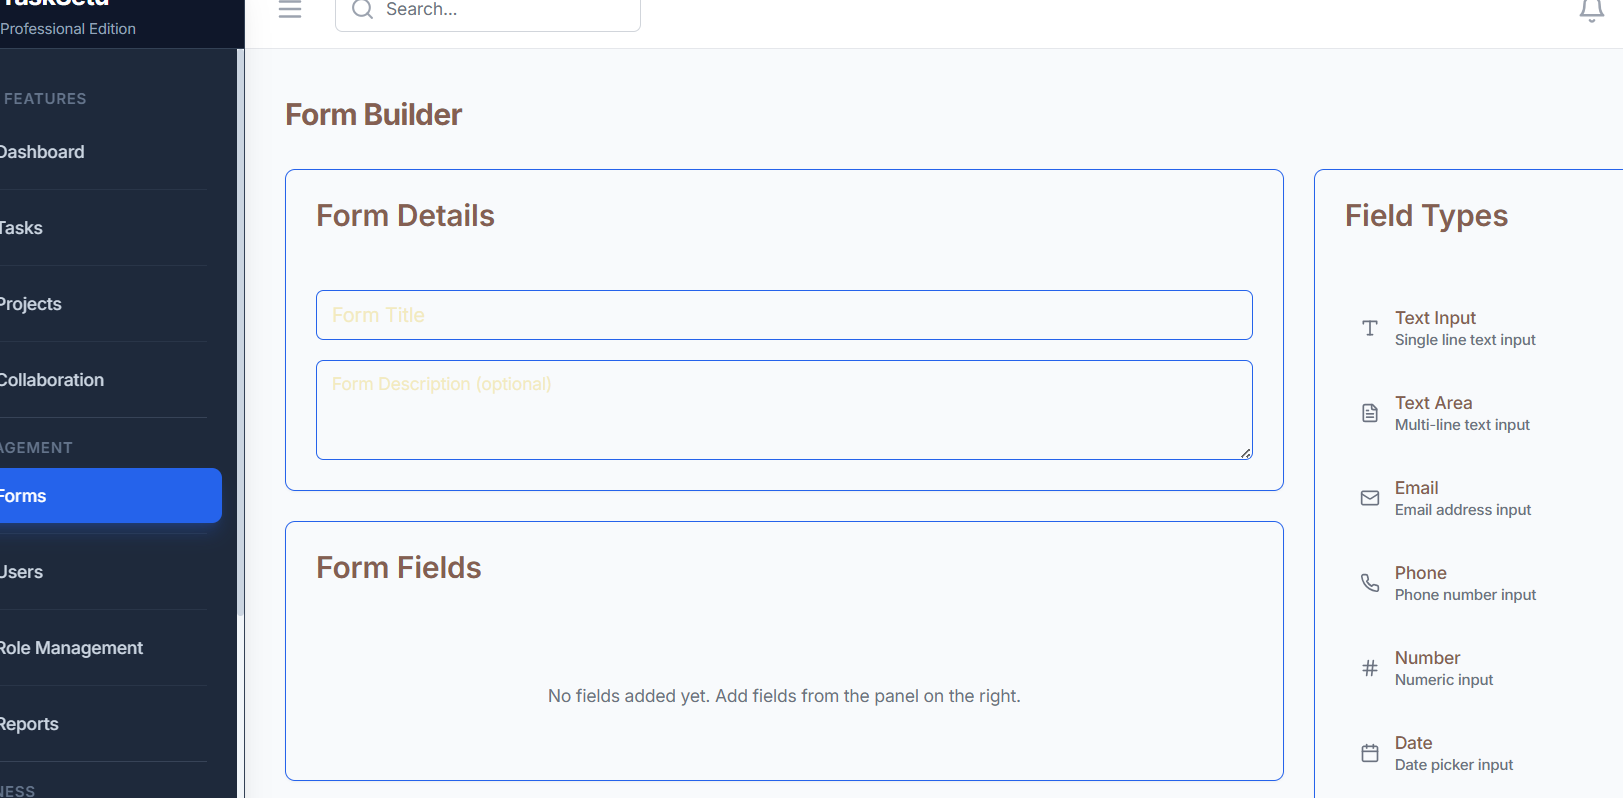 Professional Edition
Search...
FEATURES
Dashboard
Tasks
Projects
Collaboration
AGEMENT
Forms
Users
Role Management
Reports
NESS
Form Builder
Form Details
Form Title
Form Description (optional)
Form Fields
No fields added yet. Add fields from the panel on the right.
Field Types
Text Input
Single line text input
Text Area
Multi-line text input
Email
Email address input
Phone
Phone number input
Number
Numeric input
Date
Date picker input